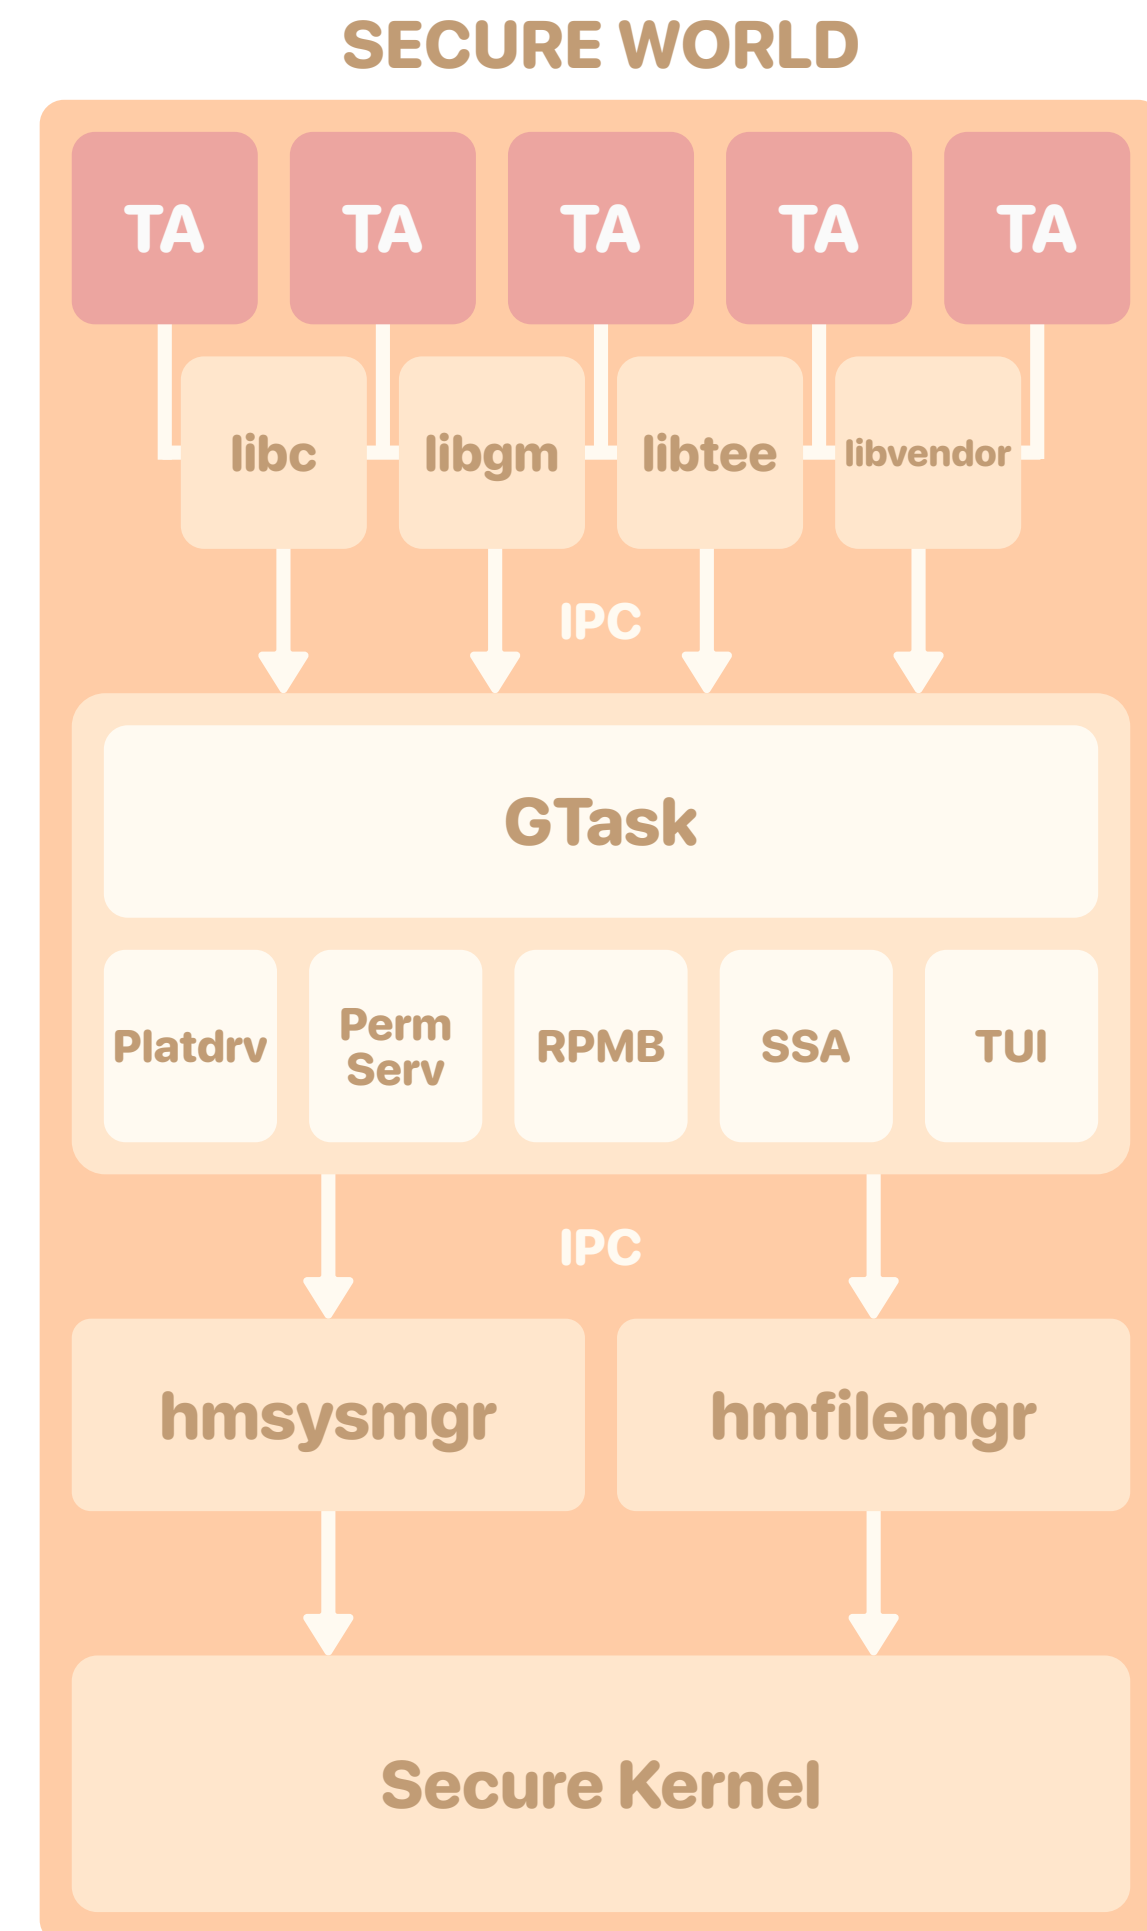 SECURE WORLD
TA TA TA TA TA
libc libgm libtee libvendor
IPC
GTask
Platdrv
Perm
Serv
RPMB
SSA
TUI
IPC
hmsysmgr hmfilemgr
Secure Kernel